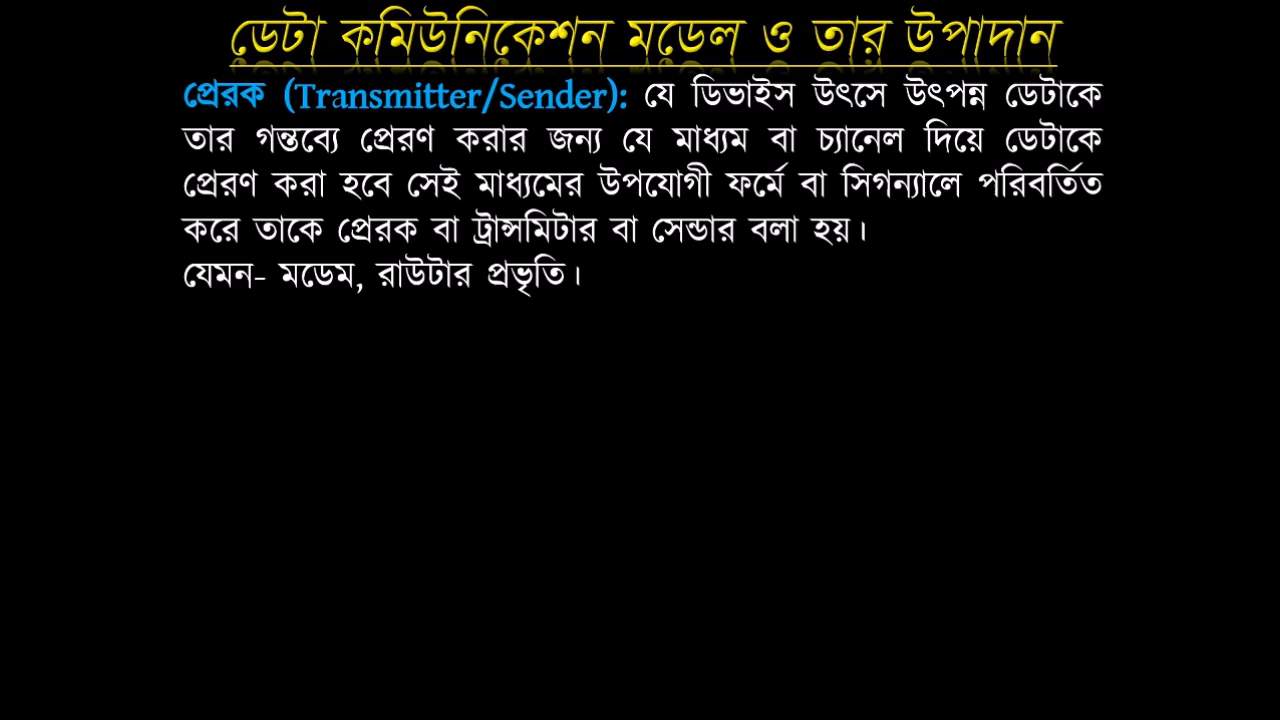 ডেটা কমিউনিকেশন মডেল ও তার উপাদান
প্রেরক (Transmitter/Sender): যে ডিভাইস উৎসে উৎপন্ন ডেটাকে
তার গন্তব্যে প্রেরণ করার জন্য যে মাধ্যম বা চ্যানেল দিয়ে ডেটাকে
প্রেরণ করা হবে সেই মাধ্যমের উপযোগী ফর্মে বা সিগন্যালে পরিবর্তিত
করে তাকে প্রেরক বা ট্রান্সমিটার বা সেন্ডার বলা হয়।
যেমন- মডেম, রাউটার প্রভৃতি।